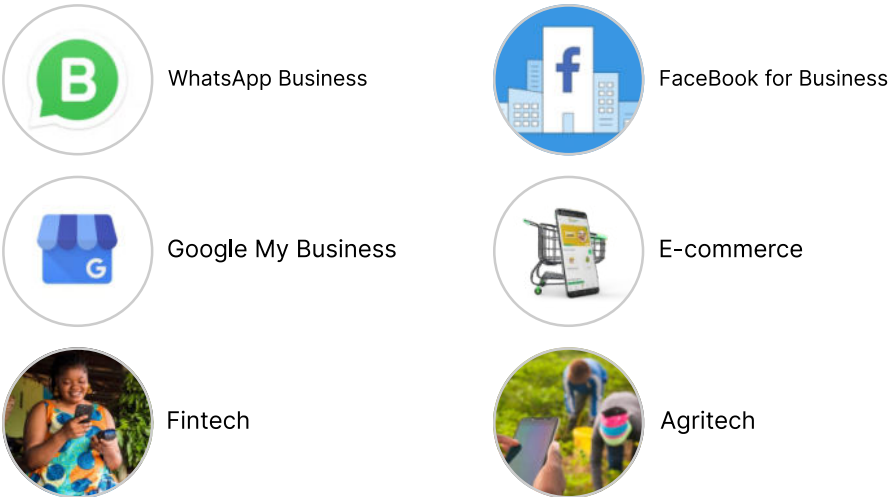 B
WhatsApp Business
f
FaceBook for Business
G
Google My Business
E-commerce
Fintech
Agritech